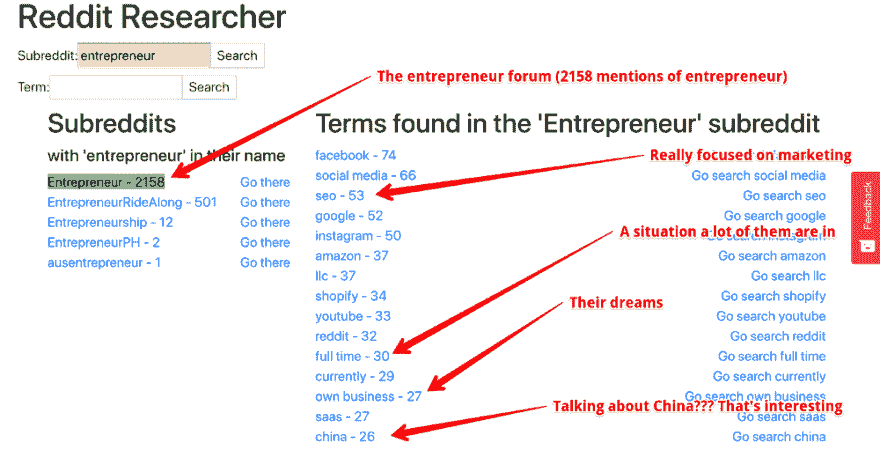 Reddit Researcher
Subreddit: entrepreneur Search
Term: Search
The entrepreneur forum (2158 mentions of entrepreneur)
Subreddits
with 'entrepreneur' in their name
Entrepreneur - 2158 Go there
EntrepreneurRideAlong - 501 Go there
Entrepreneurship - 12 Go there
EntrepreneurPH - 2 Go there
ausentrepreneur - 1 Go there
Terms found in the 'Entrepreneur' subreddit
facebook - 74
Really focused on marketing
social media - 66 Go search social media
seo - 53 Go search seo
google - 52 Go search google
instagram - 50 Go search instagram
A situation a lot of them are in
amazon - 37 Go search amazon
llc - 37 Go search llc
shopify - 34 Go search shopify
Their dreams
youtube - 33 Go search youtube
reddit - 32 Go search reddit
full time - 30 Go search full time
currently - 29 Go search currently
own business - 27 Go search own business
Talking about China??? That's interesting
saas - 27 Go search saas
china - 26 Go search china
Feedback